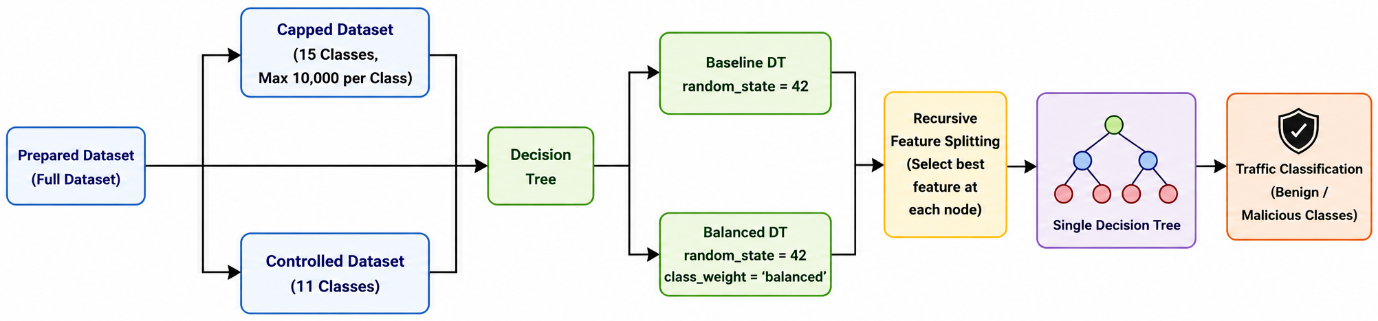 Prepared Dataset
(Full Dataset)
Capped Dataset
(15 Classes,
Max 10,000 per Class)
Controlled Dataset
(11 Classes)
Decision
Tree
Baseline DT
random_state = 42
Balanced DT
random_state = 42
class_weight = ‘balanced’
Recursive
Feature Splitting
(Select best
feature at
each node)
Single Decision Tree
Traffic Classification
(Benign /
Malicious Classes)